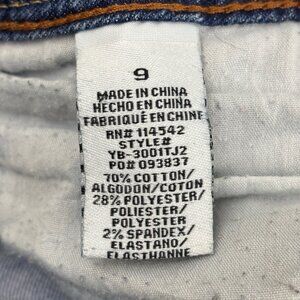 9
MADE IN CHINA
HECHO EN CHINA
FABRIQUÉ EN CHINE
RN# 114542
STYLE#
YB-3001TJ2
PO# 093837
70% COTTON/
ALGODON/COTON
28% POLYESTER/
POLIESTER/
POLYESTER
2% SPANDEX/
ELASTANO/
ELASTHANNE